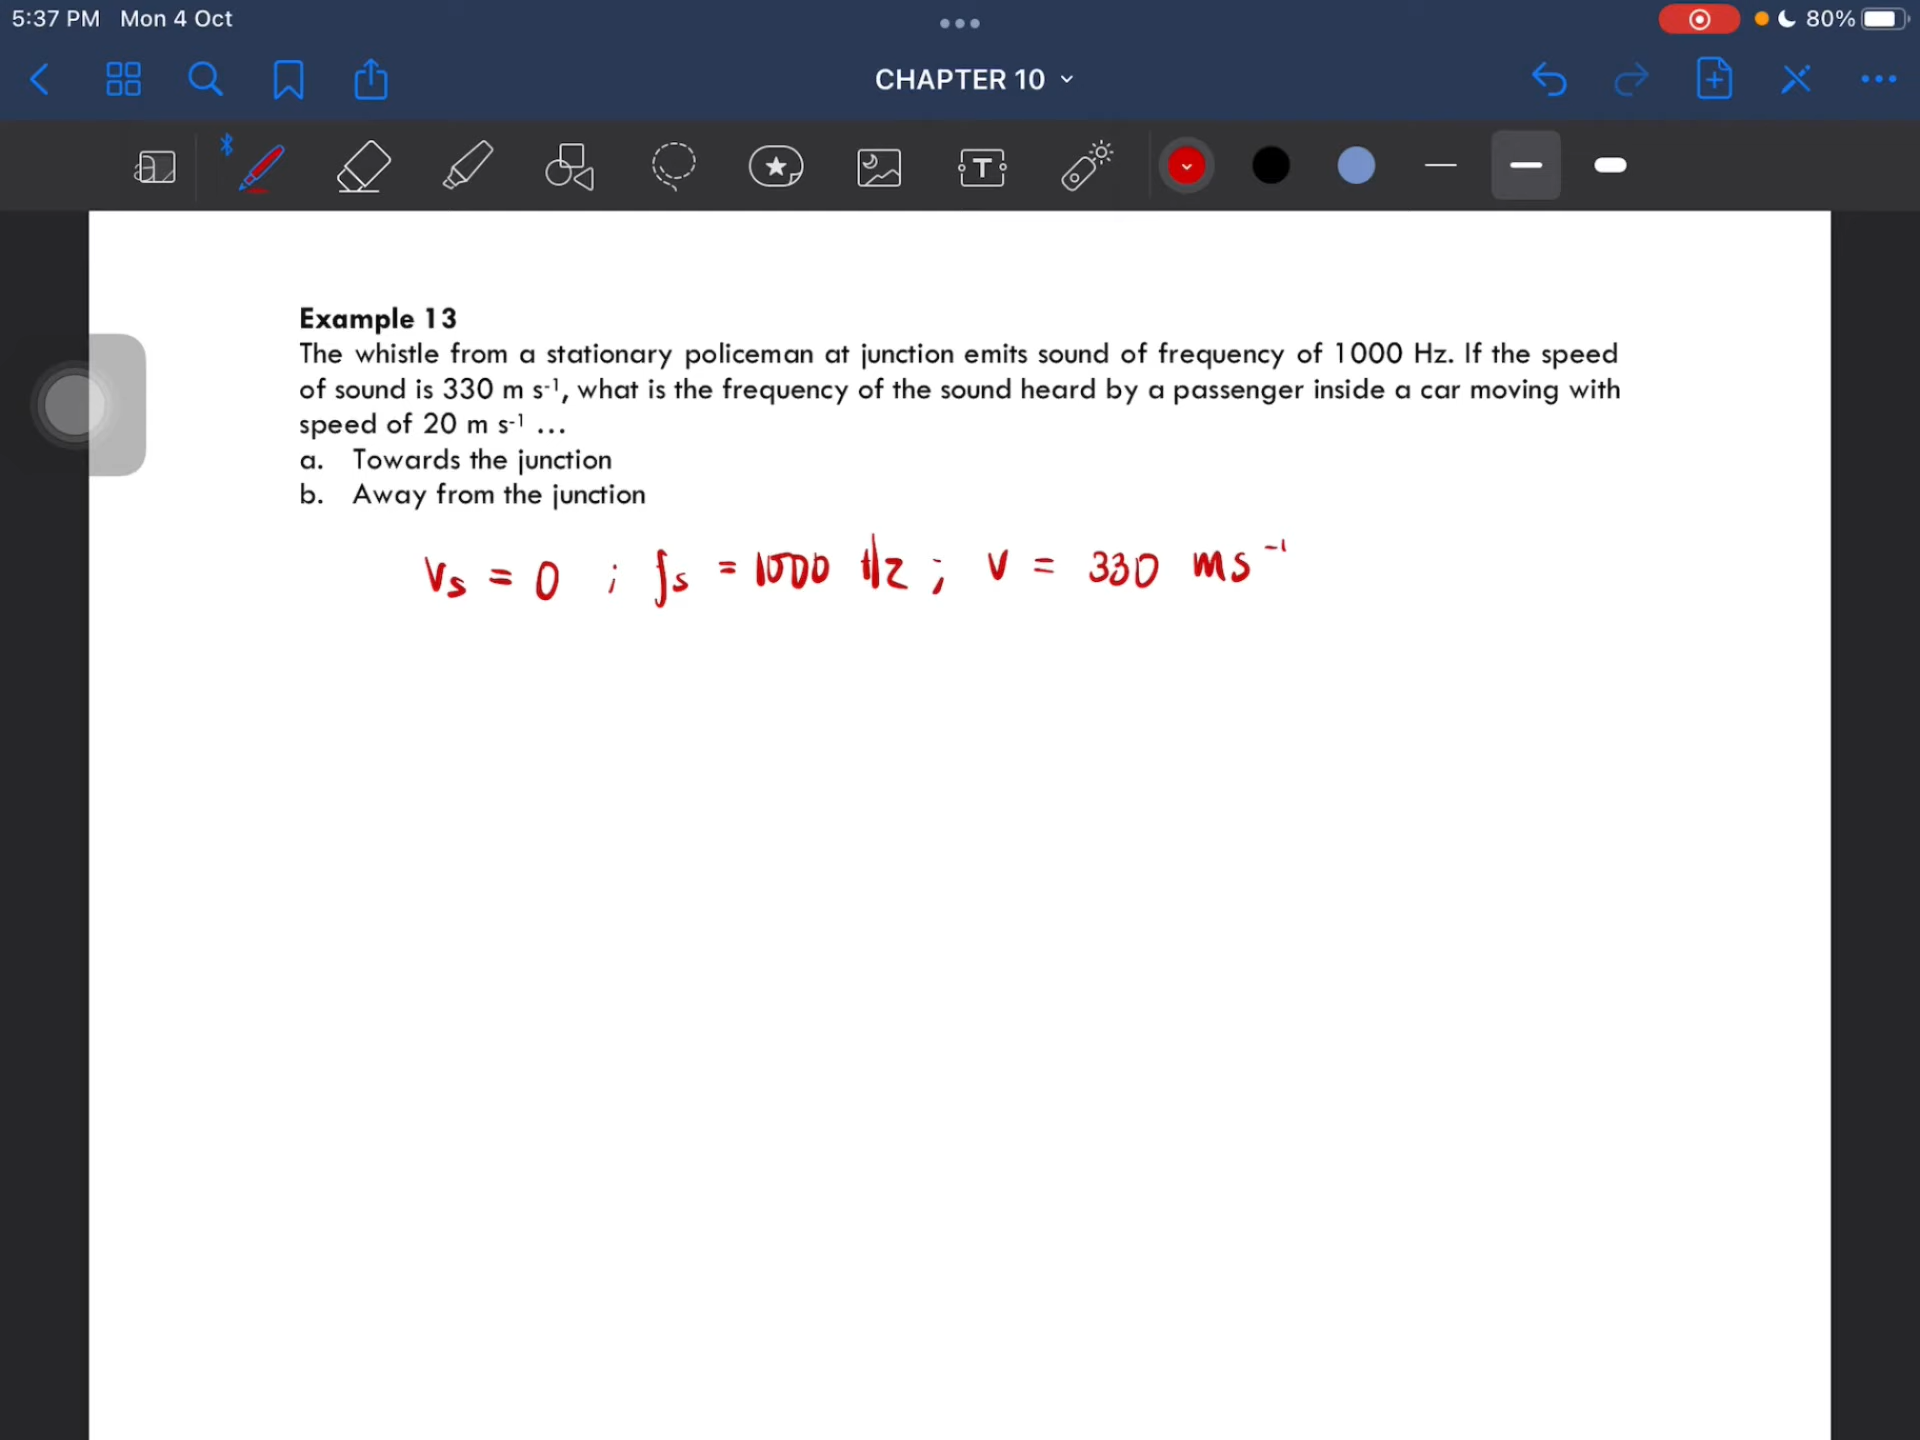 5:37 PM Mon 4 Oct
80%
CHAPTER 10
T
Example 13
The whistle from a stationary policeman at junction emits sound of frequency of 1000 Hz. If the speed
of sound is 330 m s⁻¹, what is the frequency of the sound heard by a passenger inside a car moving with
speed of 20 m s⁻¹ ...
a. Towards the junction
b. Away from the junction
vₛ = 0 ; fₛ = 1000 Hz ; v = 330 ms⁻¹